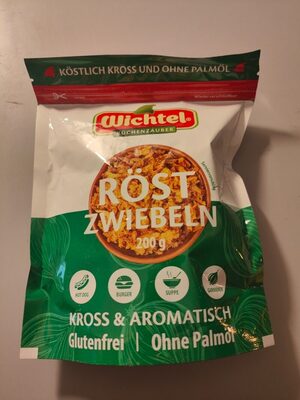 KÖSTLICH KROSS UND OHNE PALMÖL
Wichtel
KÜCHENZAUBER
RÖST
ZWIEBELN
200 g
HOT DOG
BURGER
SUPPE
KROSS & AROMATISCH
Glutenfrei | Ohne Palmöl